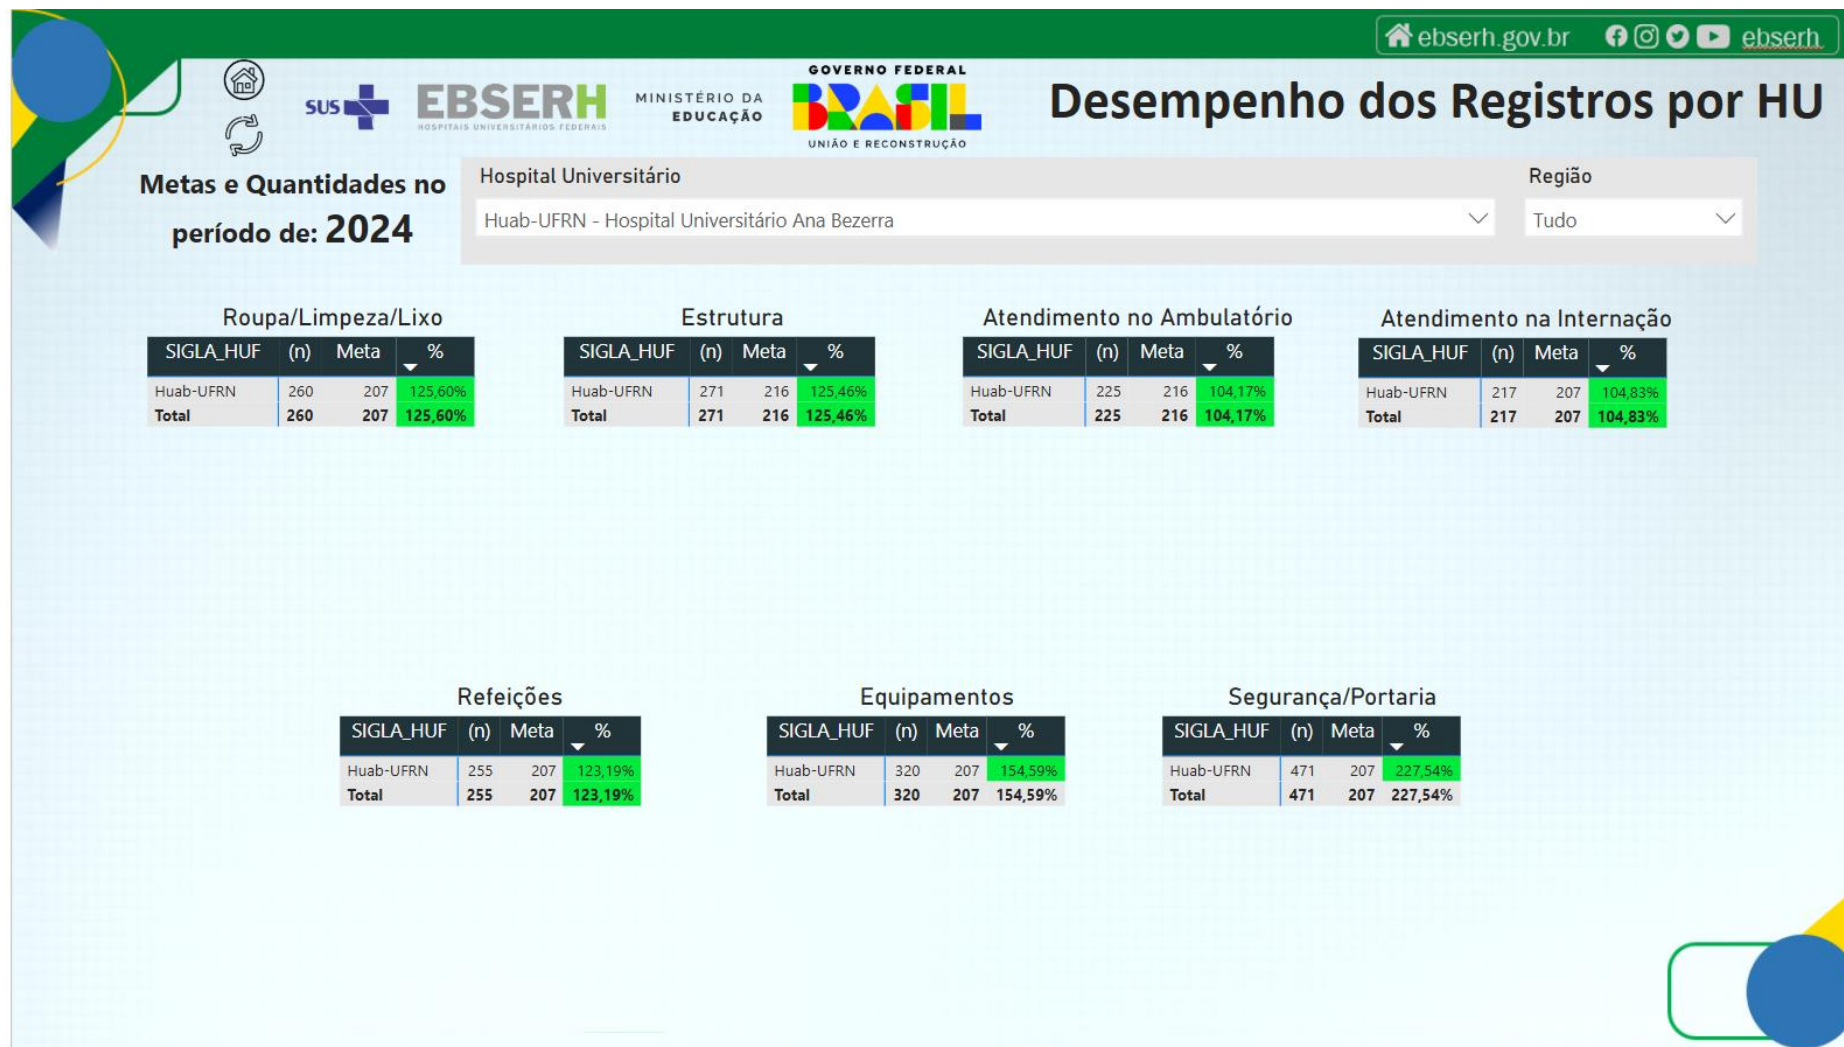 ebserh.gov.br ebserh
GOVERNO FEDERAL
SUS EBSERH MINISTÉRIO DA EDUCAÇÃO BRASIL Desempenho dos Registros por HU
HOSPITAIS UNIVERSITÁRIOS FEDERAIS
UNIÃO E RECONSTRUÇÃO
Metas e Quantidades no
período de: 2024
Hospital Universitário Região
Huab-UFRN - Hospital Universitário Ana Bezerra Tudo
Roupa/Limpeza/Lixo
SIGLA_HUF (n) Meta %
Huab-UFRN 260 207 125,60%
Total 260 207 125,60%
Estrutura
SIGLA_HUF (n) Meta %
Huab-UFRN 271 216 125,46%
Total 271 216 125,46%
Atendimento no Ambulatório
SIGLA_HUF (n) Meta %
Huab-UFRN 225 216 104,17%
Total 225 216 104,17%
Atendimento na Internação
SIGLA_HUF (n) Meta %
Huab-UFRN 217 207 104,83%
Total 217 207 104,83%
Refeições
SIGLA_HUF (n) Meta %
Huab-UFRN 255 207 123,19%
Total 255 207 123,19%
Equipamentos
SIGLA_HUF (n) Meta %
Huab-UFRN 320 207 154,59%
Total 320 207 154,59%
Segurança/Portaria
SIGLA_HUF (n) Meta %
Huab-UFRN 471 207 227,54%
Total 471 207 227,54%